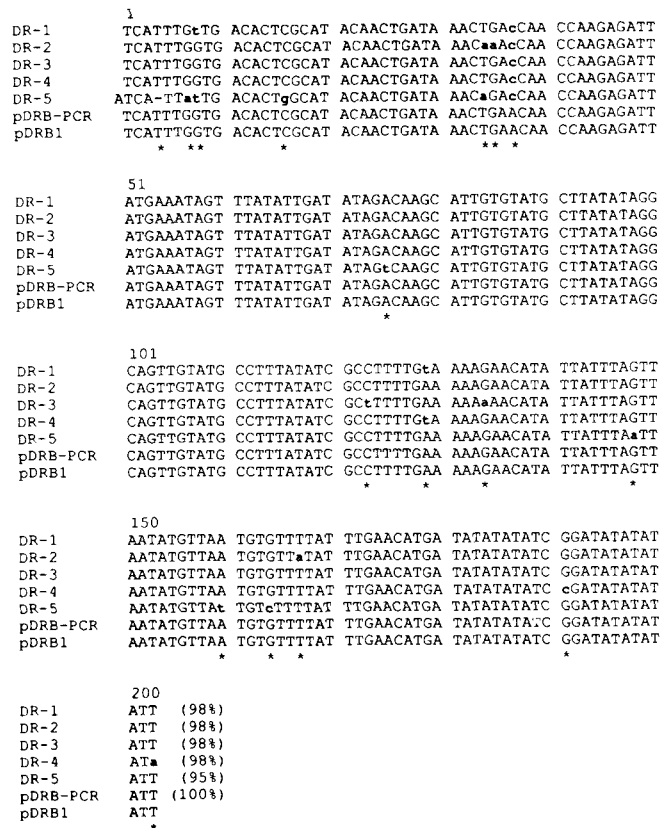 1
DR-1 TCATTTGtTG ACACTCGCAT ACAACTGATA AACTGAcCAA CCAAGAGATT
DR-2 TCATTTGGTG ACACTCGCAT ACAACTGATA AACaaAcCAA CCAAGAGATT
DR-3 TCATTTGGTG ACACTCGCAT ACAACTGATA AACTGAcCAA CCAAGAGATT
DR-4 TCATTTGGTG ACACTCGCAT ACAACTGATA AACTGAcCAA CCAAGAGATT
DR-5 ATCA-TTatTG ACACTgGCAT ACAACTGATA AACaGAcCAA CCAAGAGATT
pDRB-PCR TCATTTGGTG ACACTCGCAT ACAACTGATA AACTGAACAA CCAAGAGATT
pDRB1 TCATTTGGTG ACACTCGCAT ACAACTGATA AACTGAACAA CCAAGAGATT
* ** * ** *
51
DR-1 ATGAAATAGT TTATATTGAT ATAGACAAGC ATTGTGTATG CTTATATAGG
DR-2 ATGAAATAGT TTATATTGAT ATAGACAAGC ATTGTGTATG CTTATATAGG
DR-3 ATGAAATAGT TTATATTGAT ATAGACAAGC ATTGTGTATG CTTATATAGG
DR-4 ATGAAATAGT TTATATTGAT ATAGACAAGC ATTGTGTATG CTTATATAGG
DR-5 ATGAAATAGT TTATATTGAT ATAGtCAAGC ATTGTGTATG CTTATATAGG
pDRB-PCR ATGAAATAGT TTATATTGAT ATAGACAAGC ATTGTGTATG CTTATATAGG
pDRB1 ATGAAATAGT TTATATTGAT ATAGACAAGC ATTGTGTATG CTTATATAGG
*
101
DR-1 CAGTTGTATG CCTTTATATC GCCTTTTGtA AAAAGAACATA TTATTTAGTT
DR-2 CAGTTGTATG CCTTTATATC GCCTTTTGAA AAAAGAACATA TTATTTAGTT
DR-3 CAGTTGTATG CCTTTATATC GCtTTTTGAA AAAAaAACATA TTATTTAGTT
DR-4 CAGTTGTATG CCTTTATATC GCCTTTTGtA AAAAGAACATA TTATTTAGTT
DR-5 CAGTTGTATG CCTTTATATC GCCTTTTGAA AAAAGAACATA TTATTTAaTT
pDRB-PCR CAGTTGTATG CCTTTATATC GCCTTTTGAA AAAAGAACATA TTATTTAGTT
pDRB1 CAGTTGTATG CCTTTATATC GCCTTTTGAA AAAAGAACATA TTATTTAGTT
* * * *
150
DR-1 AATATGTTAA TGTGTTTTAT TTGAACATGA TATATATATC GGATATATAT
DR-2 AATATGTTAA TGTGTTaTAT TTGAACATGA TATATATATC GGATATATAT
DR-3 AATATGTTAA TGTGTTTTAT TTGAACATGA TATATATATC GGATATATAT
DR-4 AATATGTTAA TGTGTTTTAT TTGAACATGA TATATATATC cGATATATAT
DR-5 AATATGTTAt TGTcTTTTAT TTGAACATGA TATATATATC GGATATATAT
pDRB-PCR AATATGTTAA TGTGTTTTAT TTGAACATGA TATATATATC GGATATATAT
pDRB1 AATATGTTAA TGTGTTTTAT TTGAACATGA TATATATATC GGATATATAT
* * * *
200
DR-1 ATT (98%)
DR-2 ATT (98%)
DR-3 ATT (98%)
DR-4 ATa (98%)
DR-5 ATT (95%)
pDRB-PCR ATT (100%)
pDRB1 ATT
*